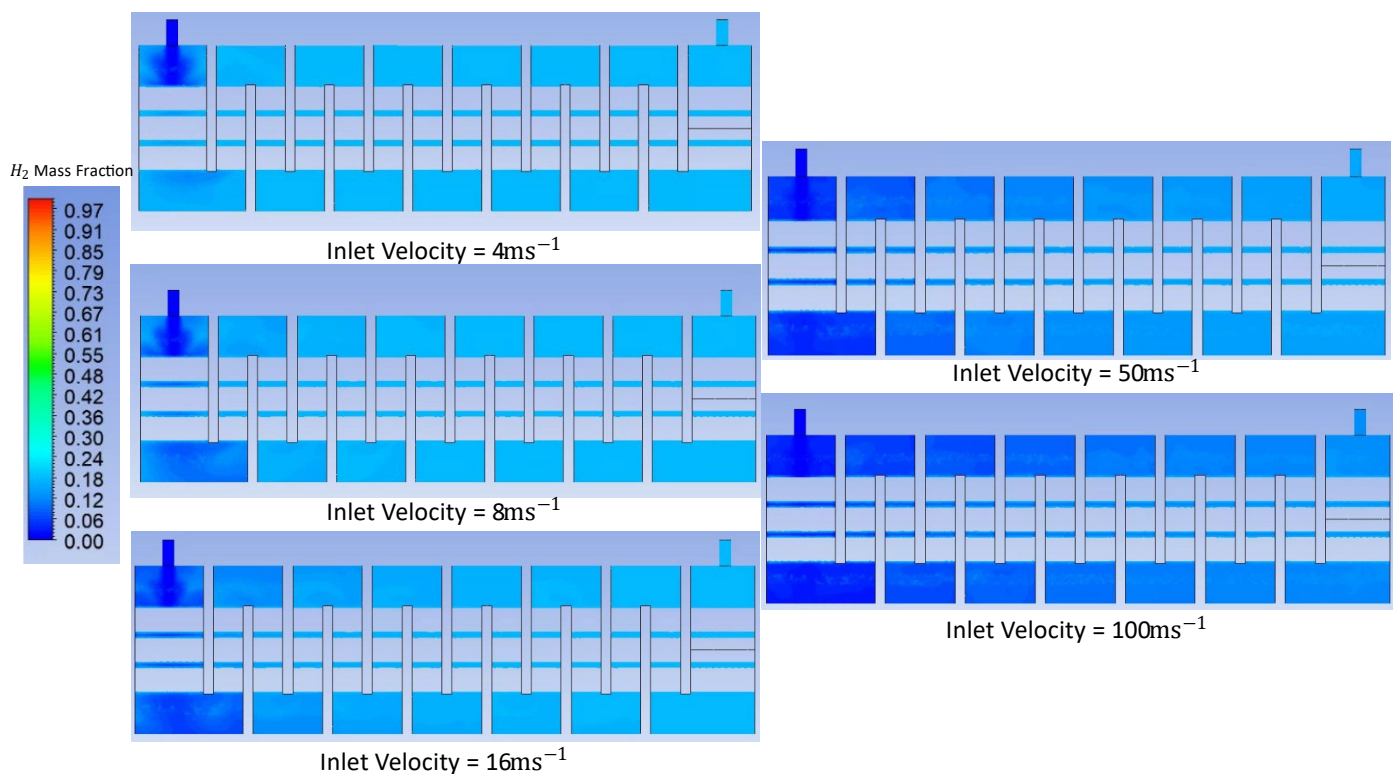 H₂ Mass Fraction
0.97
0.91
0.85
0.79
0.73
0.67
0.61
0.55
0.48
0.42
0.36
0.30
0.24
0.18
0.12
0.06
0.00
Inlet Velocity = 4ms⁻¹
Inlet Velocity = 8ms⁻¹
Inlet Velocity = 16ms⁻¹
Inlet Velocity = 50ms⁻¹
Inlet Velocity = 100ms⁻¹